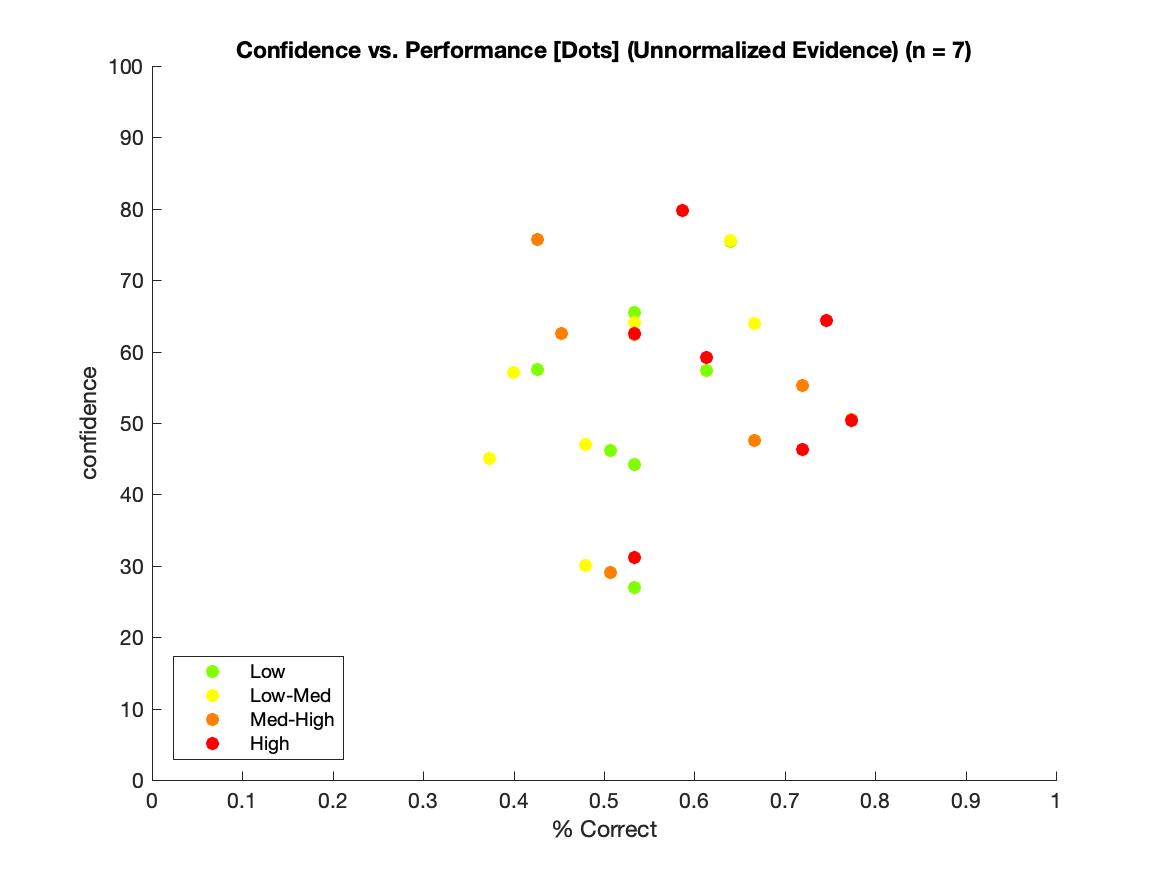 Confidence vs. Performance [Dots] (Unnormalized Evidence) (n = 7)
100
90
80
70
60
50
40
30
20
10
0
confidence
Low
Low-Med
Med-High
High
0 0.1 0.2 0.3 0.4 0.5 0.6 0.7 0.8 0.9 1
% Correct